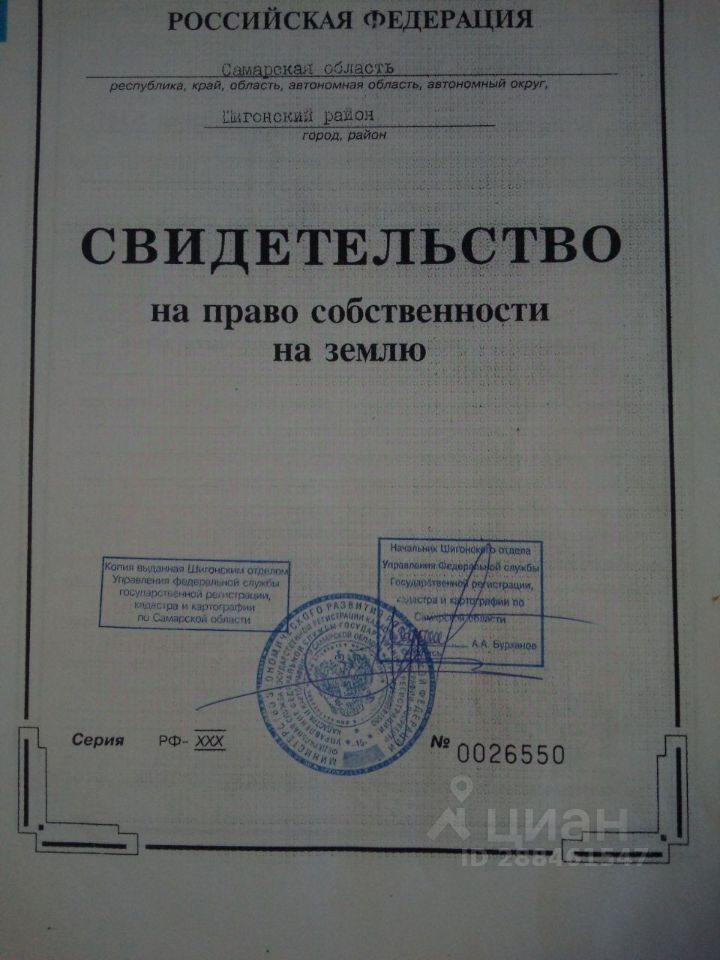 РОССИЙСКАЯ ФЕДЕРАЦИЯ
Самарская область
республика, край, область, автономная область, автономный округ,
Шигонский район
город, район
СВИДЕТЕЛЬСТВО
на право собственности
на землю
Копия выданная Шигонским отделом
Управления федеральной службы
государственной регистрации,
кадастра и картографии
по Самарской области
Начальник Шигонского отдела
Управления Федеральной службы
Государственной регистрации,
кадастра и картографии по
Самарской области
А.А. Бурханов
Серия РФ- XXX № 0026550
циан
ID 288461547